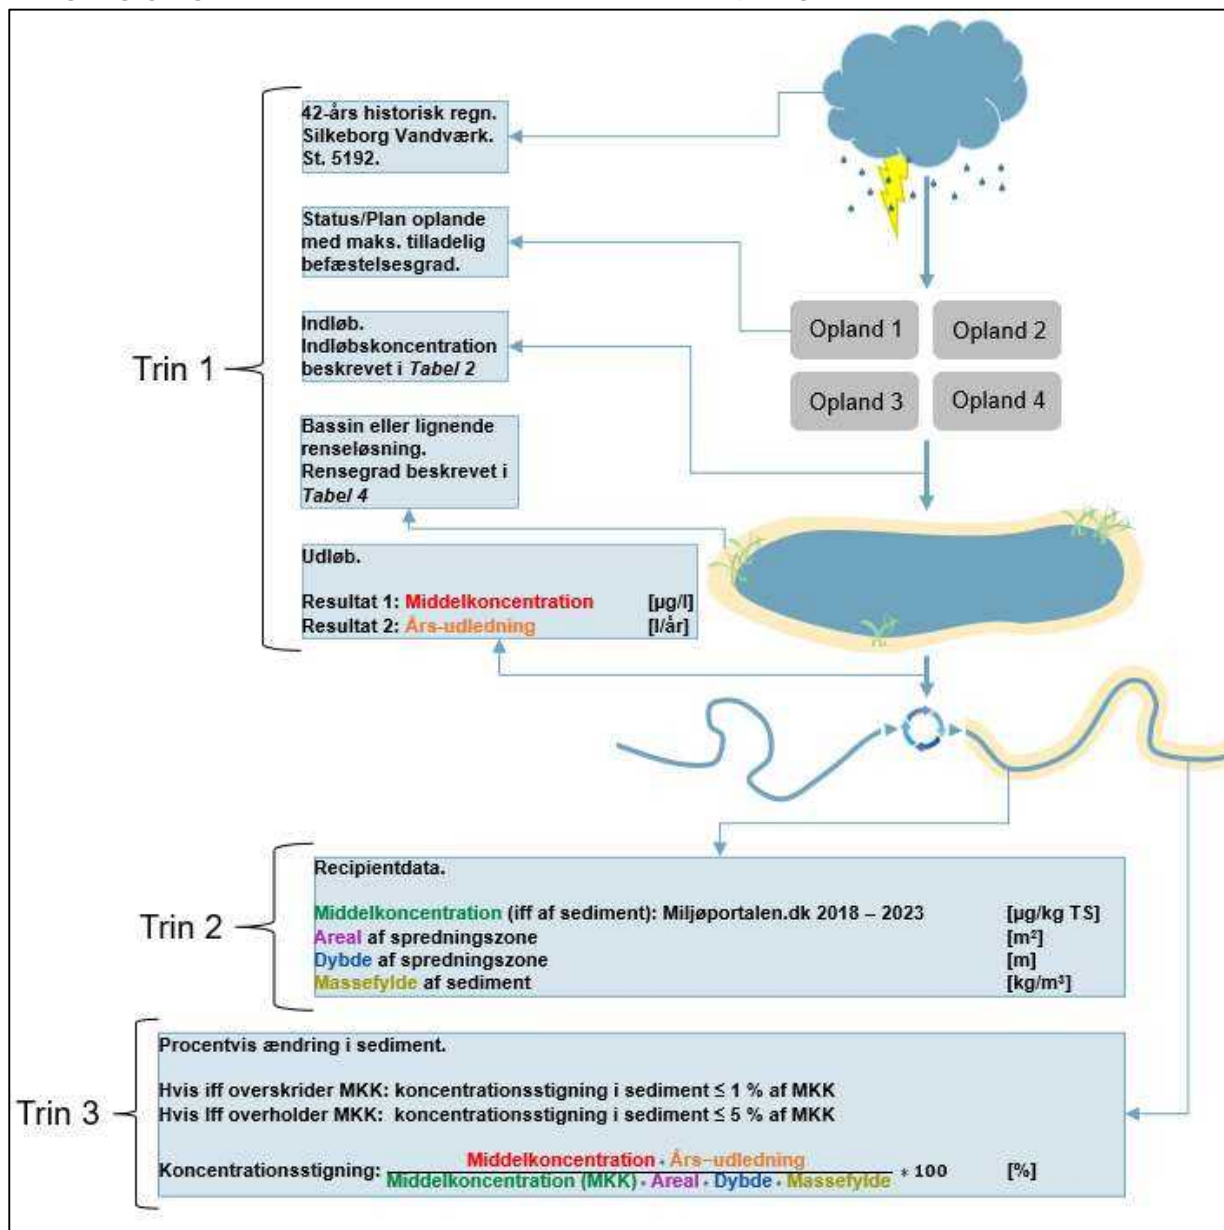 42-års historisk regn.
Silkeborg Vandværk.
St. 5192.
Status/Plan oplande
med maks. tilladelig
befæstelsesgrad.
Opland 1
Opland 2
Opland 3
Opland 4
Indløb.
Indløbskoncentration
beskrevet i Tabel 2
Trin 1
Bassin eller lignende
renseløsning.
Rensegrad beskrevet i
Tabel 4
Udløb.
Resultat 1: Middelkoncentration [µg/l]
Resultat 2: Års-udledning [l/år]
Trin 2
Recipientdata.
Middelkoncentration (iff af sediment): Miljøportalen.dk 2018 – 2023 [µg/kg TS]
Areal af spredningszone [m²]
Dybde af spredningszone [m]
Massefylde af sediment [kg/m³]
Trin 3
Procentvis ændring i sediment.
Hvis iff overskrider MKK: koncentrationsstigning i sediment ≤ 1 % af MKK
Hvis Iff overholder MKK: koncentrationsstigning i sediment ≤ 5 % af MKK
Koncentrationsstigning:
Middelkoncentration · Års–udledning
Middelkoncentration (MKK) · Areal · Dybde · Massefylde
* 100 [%]